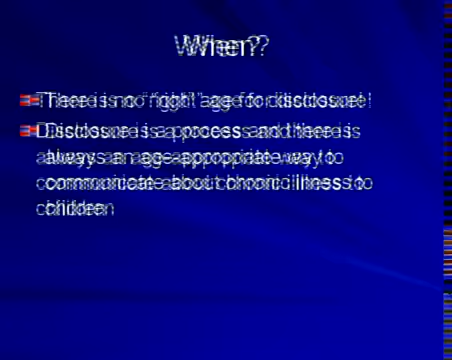 When?
There is no "right" age for disclosure!
Disclosure is a process and there is
always an age-appropriate way to
communicate about chronic illness to
children